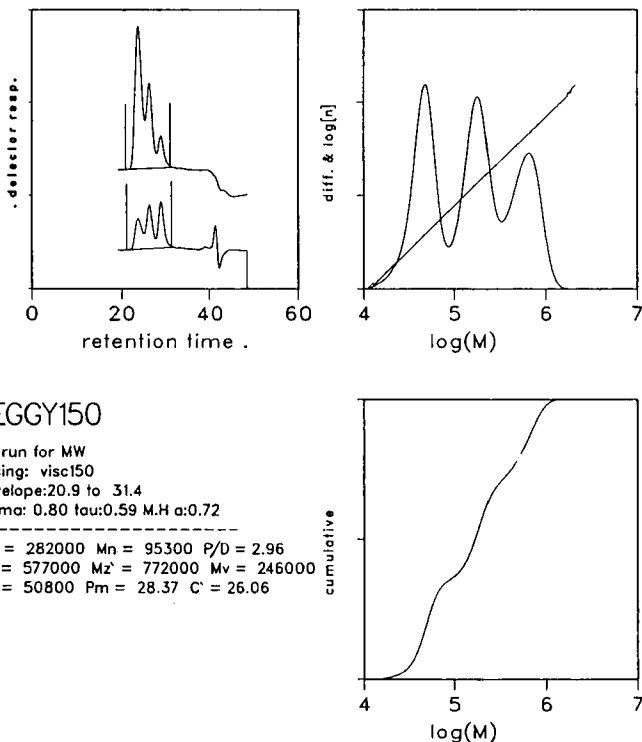 . detector resp.
0 20 40 60
retention time .
diff. & log[n]
4 5 6 7
log(M)
EGGY150
run for MW
ing: visc150
elope:20.9 to 31.4
ma: 0.80 tau:0.59 M.H a:0.72
--------------------
= 282000 Mn = 95300 P/D = 2.96
= 577000 Mz` = 772000 Mv = 246000
= 50800 Pm = 28.37 C` = 26.06
cumulative
4 5 6 7
log(M)